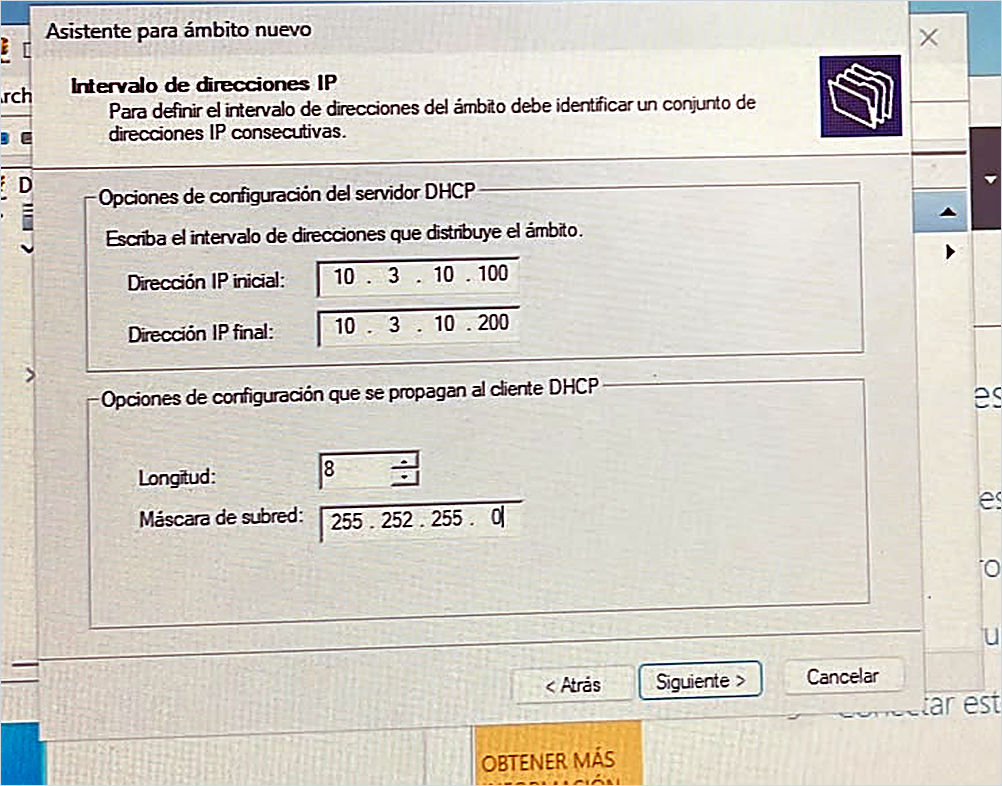 Asistente para ámbito nuevo
Intervalo de direcciones IP
Para definir el intervalo de direcciones del ámbito debe identificar un conjunto de
direcciones IP consecutivas.
Opciones de configuración del servidor DHCP
Escriba el intervalo de direcciones que distribuye el ámbito.
Dirección IP inicial: 10 . 3 . 10 . 100
Dirección IP final: 10 . 3 . 10 . 200
Opciones de configuración que se propagan al cliente DHCP
Longitud: 8
Máscara de subred: 255 . 252 . 255 . 0
< Atrás Siguiente > Cancelar
OBTENER MÁS